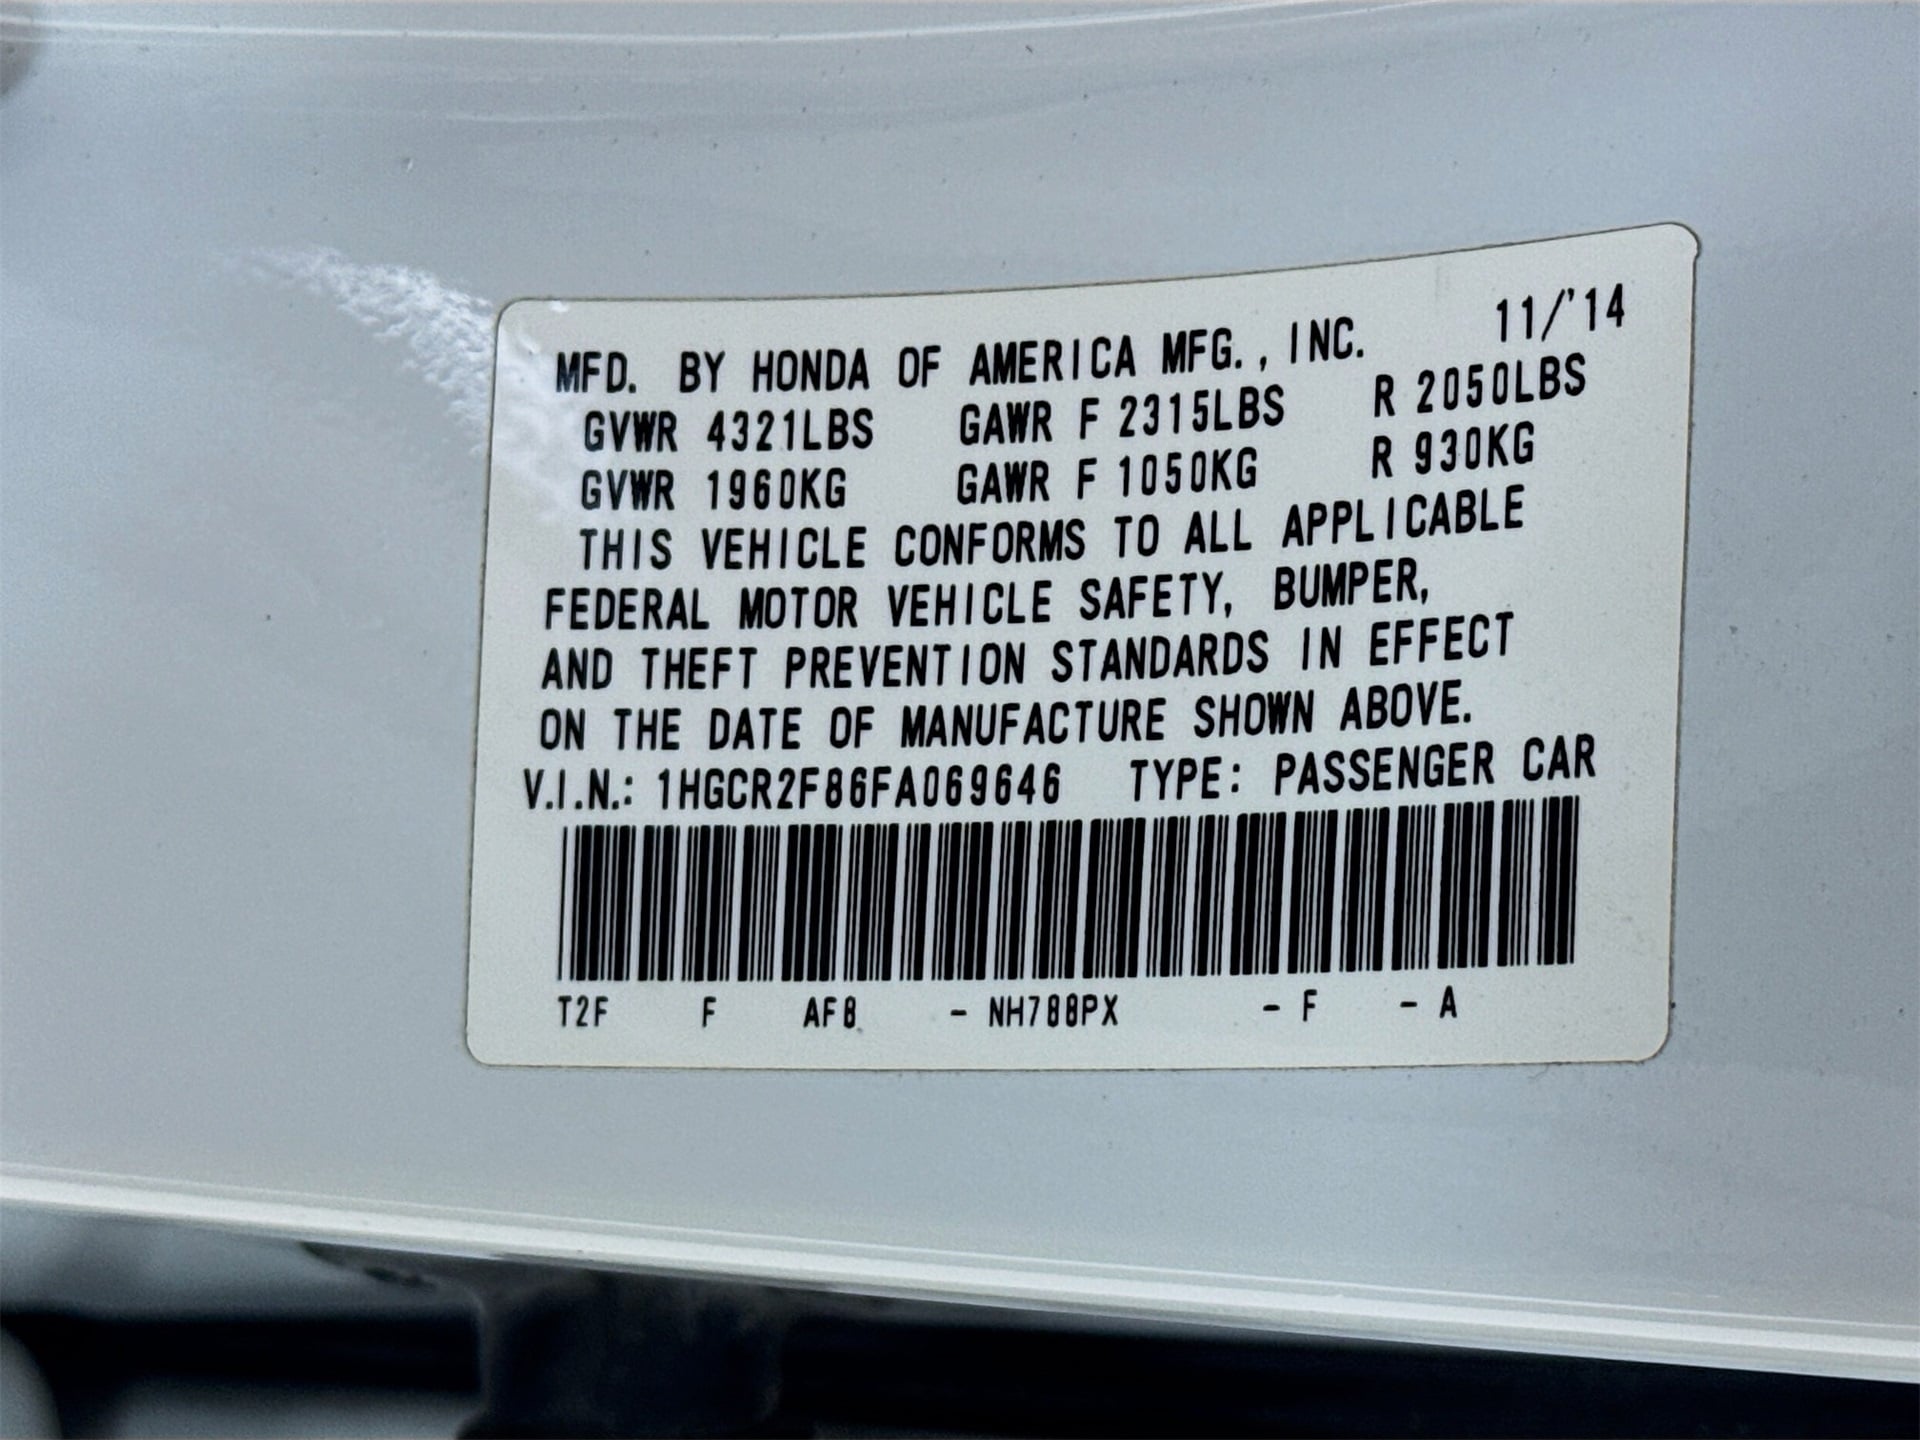 MFD. BY HONDA OF AMERICA MFG., INC. 11/'14
GVWR 4321LBS GAWR F 2315LBS R 2050LBS
GVWR 1960KG GAWR F 1050KG R 930KG
THIS VEHICLE CONFORMS TO ALL APPLICABLE
FEDERAL MOTOR VEHICLE SAFETY, BUMPER,
AND THEFT PREVENTION STANDARDS IN EFFECT
ON THE DATE OF MANUFACTURE SHOWN ABOVE.
V.I.N.: 1HGCR2F86FA069646 TYPE: PASSENGER CAR
T2F F AF8 - NH788PX - F - A